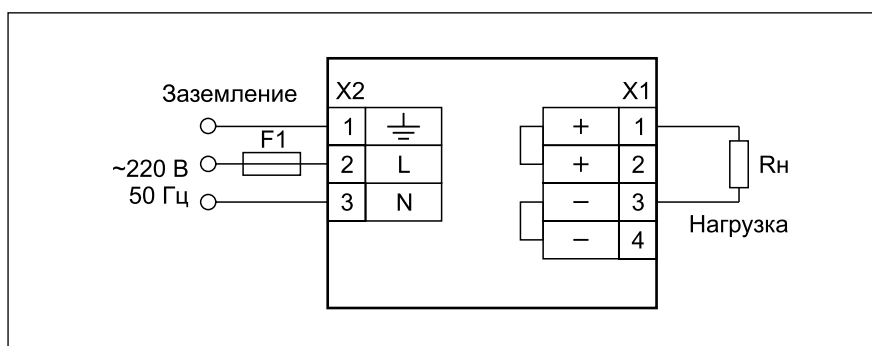 Заземление
F1
~220 В
50 Гц
X2
1
2 L
3 N
X1
+ 1
+ 2
– 3
– 4
Rн
Нагрузка